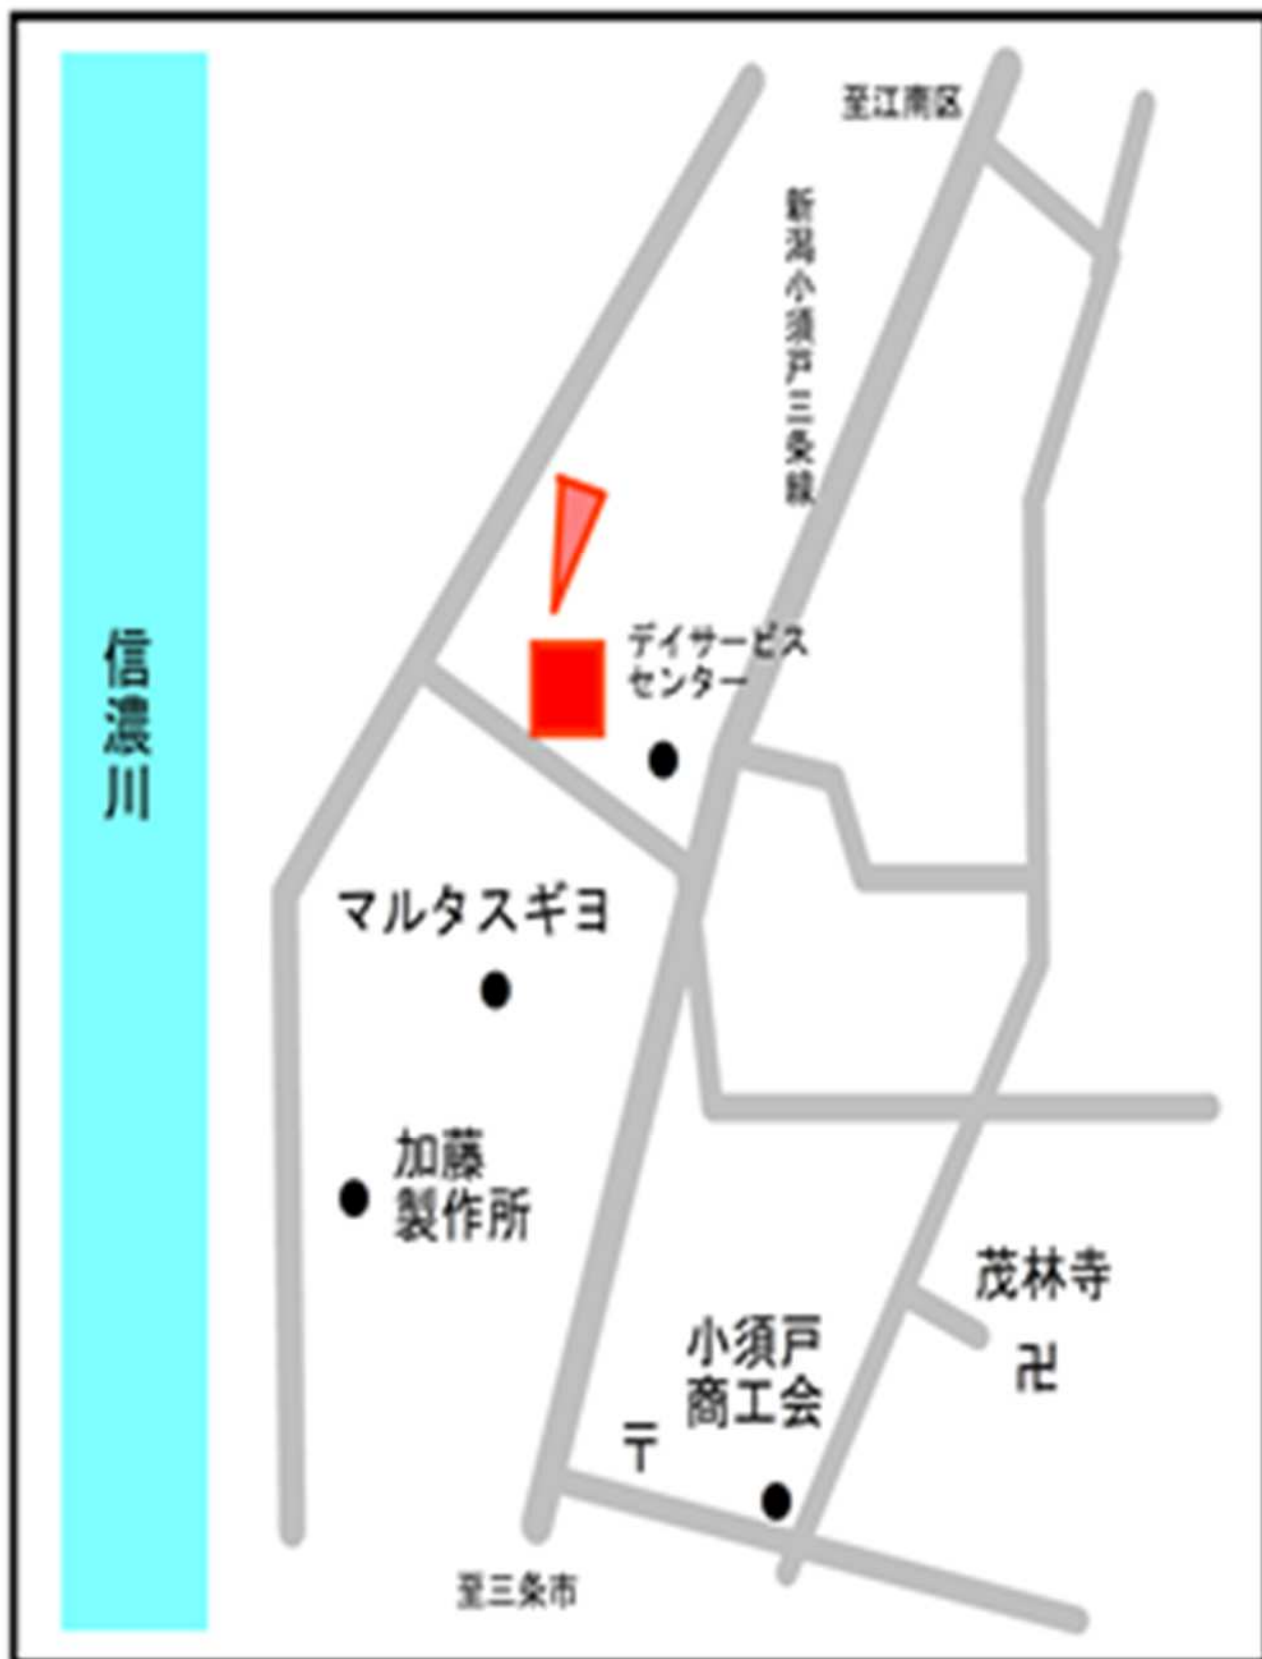 至江南区
新潟小須戸三条線
デイサービス
センター
信濃川
マルタスギヨ
加藤
製作所
茂林寺
卍
小須戸
商工会
〒
至三条市